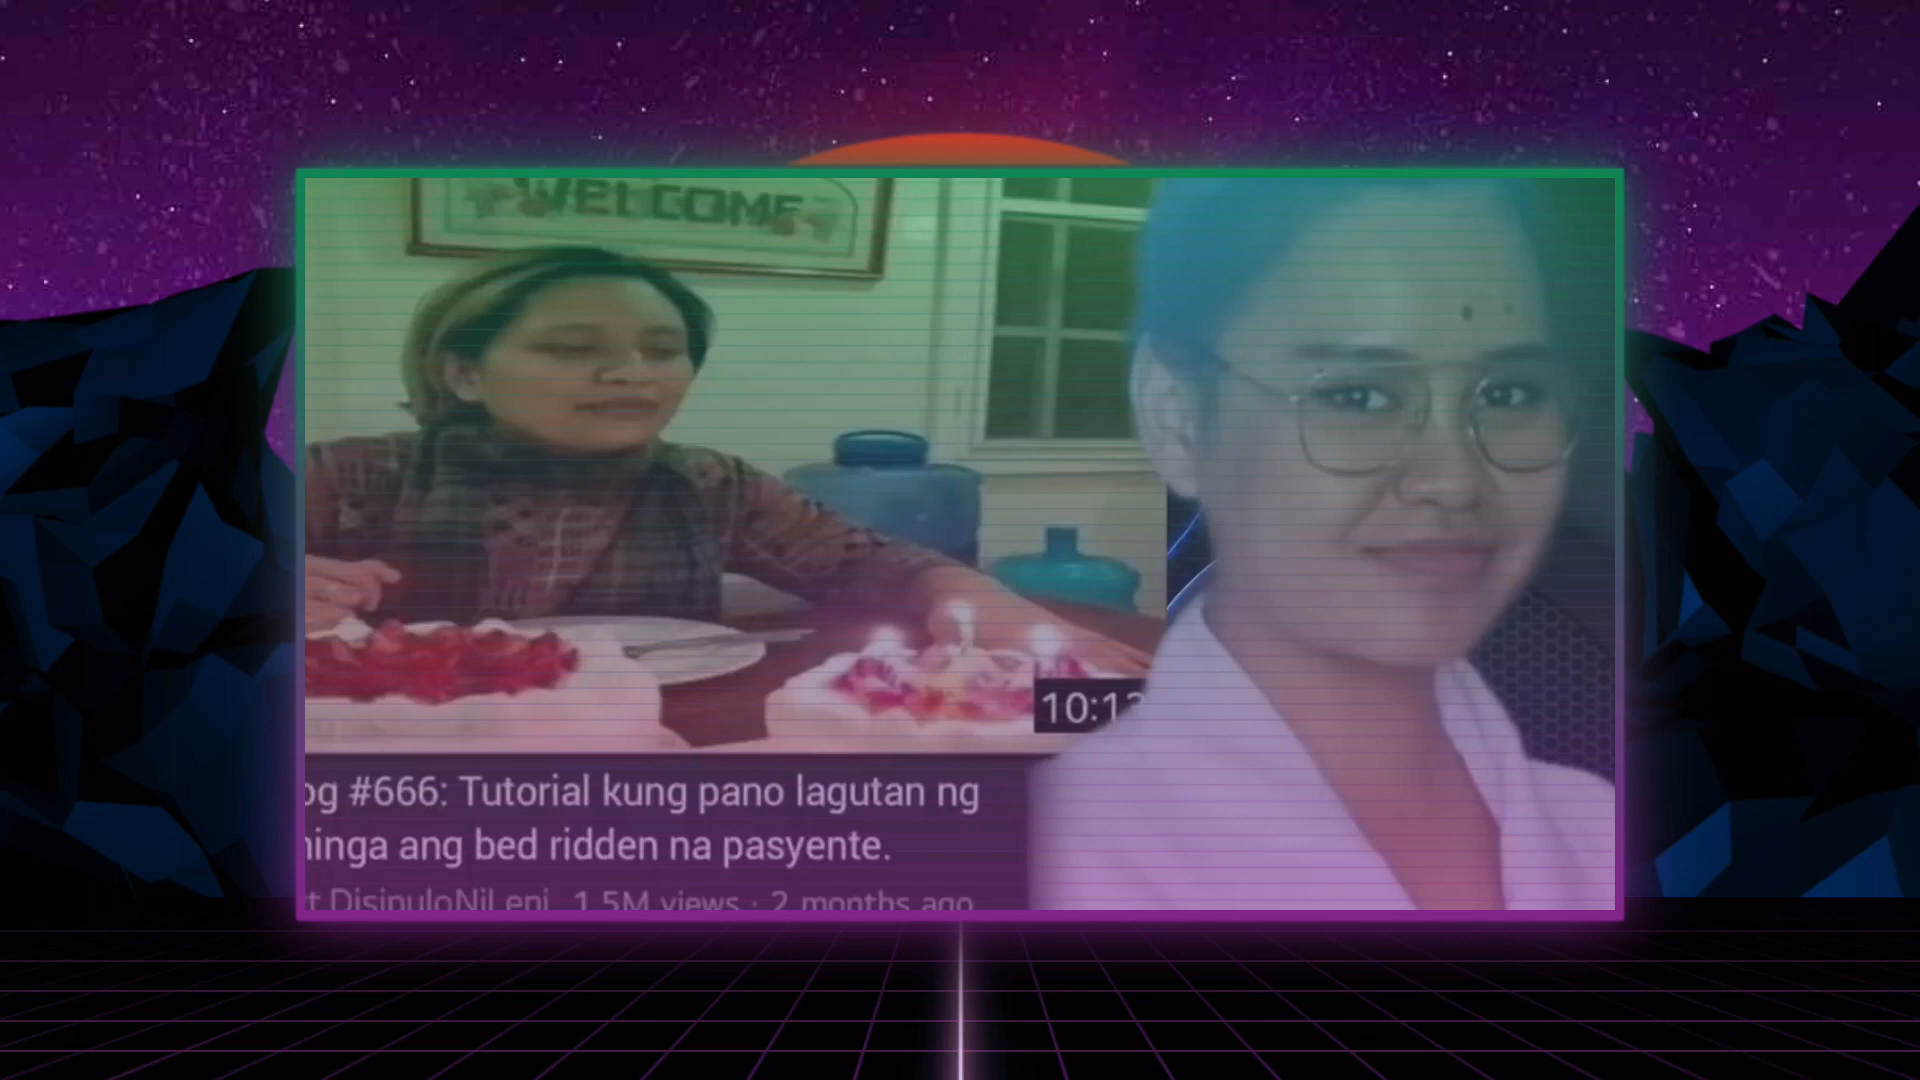 WELCOME
10:1
og #666: Tutorial kung pano lagutan ng
hinga ang bed ridden na pasyente.
t DisipuloNiLeni 1.5M views · 2 months ago